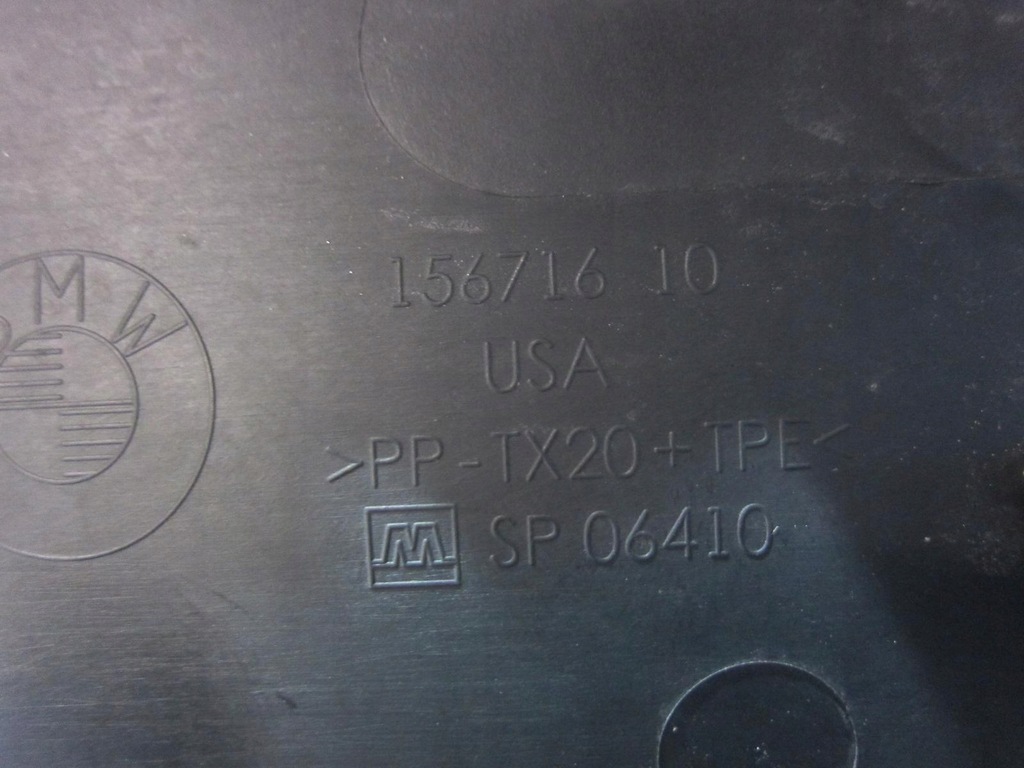 BMW
156716 10
USA
>PP-TX20+TPE<
M SP 06410